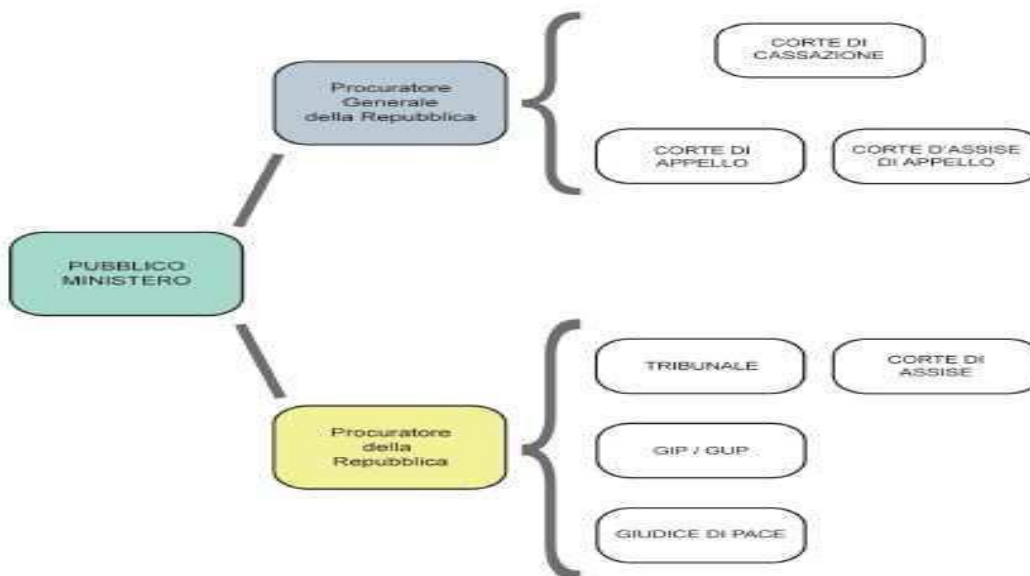 CORTE DI
CASSAZIONE
Procuratore
Generale
della Repubblica
CORTE DI
APPELLO
CORTE D'ASSISE
DI APPELLO
PUBBLICO
MINISTERO
TRIBUNALE
CORTE DI
ASSISE
Procuratore
della
Repubblica
GIP / GUP
GIUDICE DI PACE